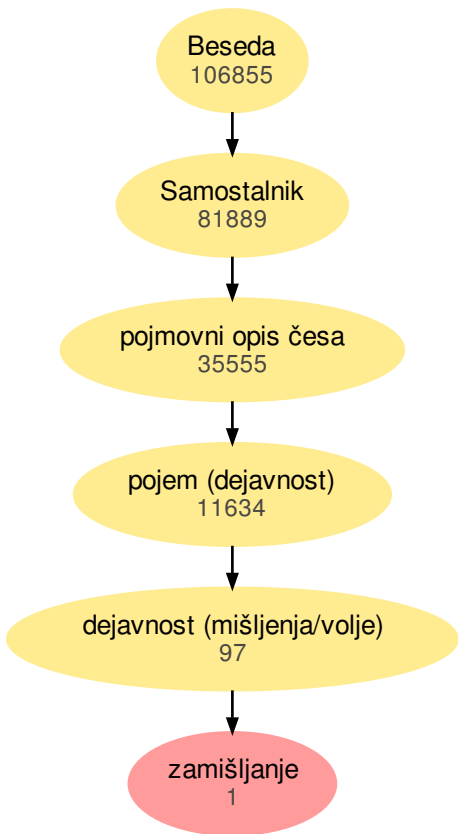 Beseda
106855
Samostalnik
81889
pojmovni opis česa
35555
pojem (dejavnost)
11634
dejavnost (mišljenja/volje)
97
zamišljanje
1